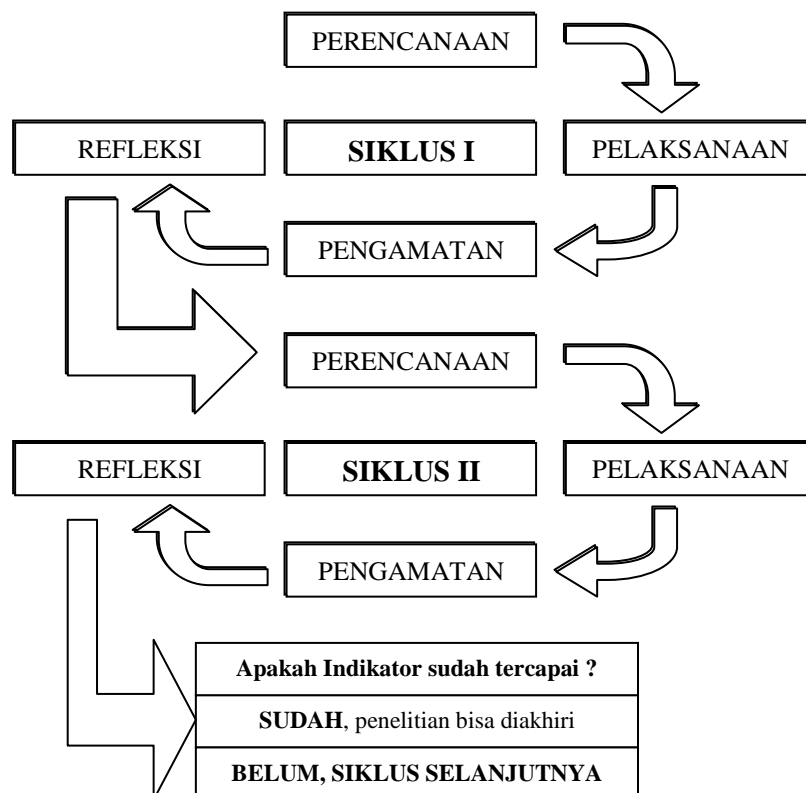 PERENCANAAN
REFLEKSI
SIKLUS I
PELAKSANAAN
PENGAMATAN
PERENCANAAN
REFLEKSI
SIKLUS II
PELAKSANAAN
PENGAMATAN
Apakah Indikator sudah tercapai ?
SUDAH, penelitian bisa diakhiri
BELUM, SIKLUS SELANJUTNYA